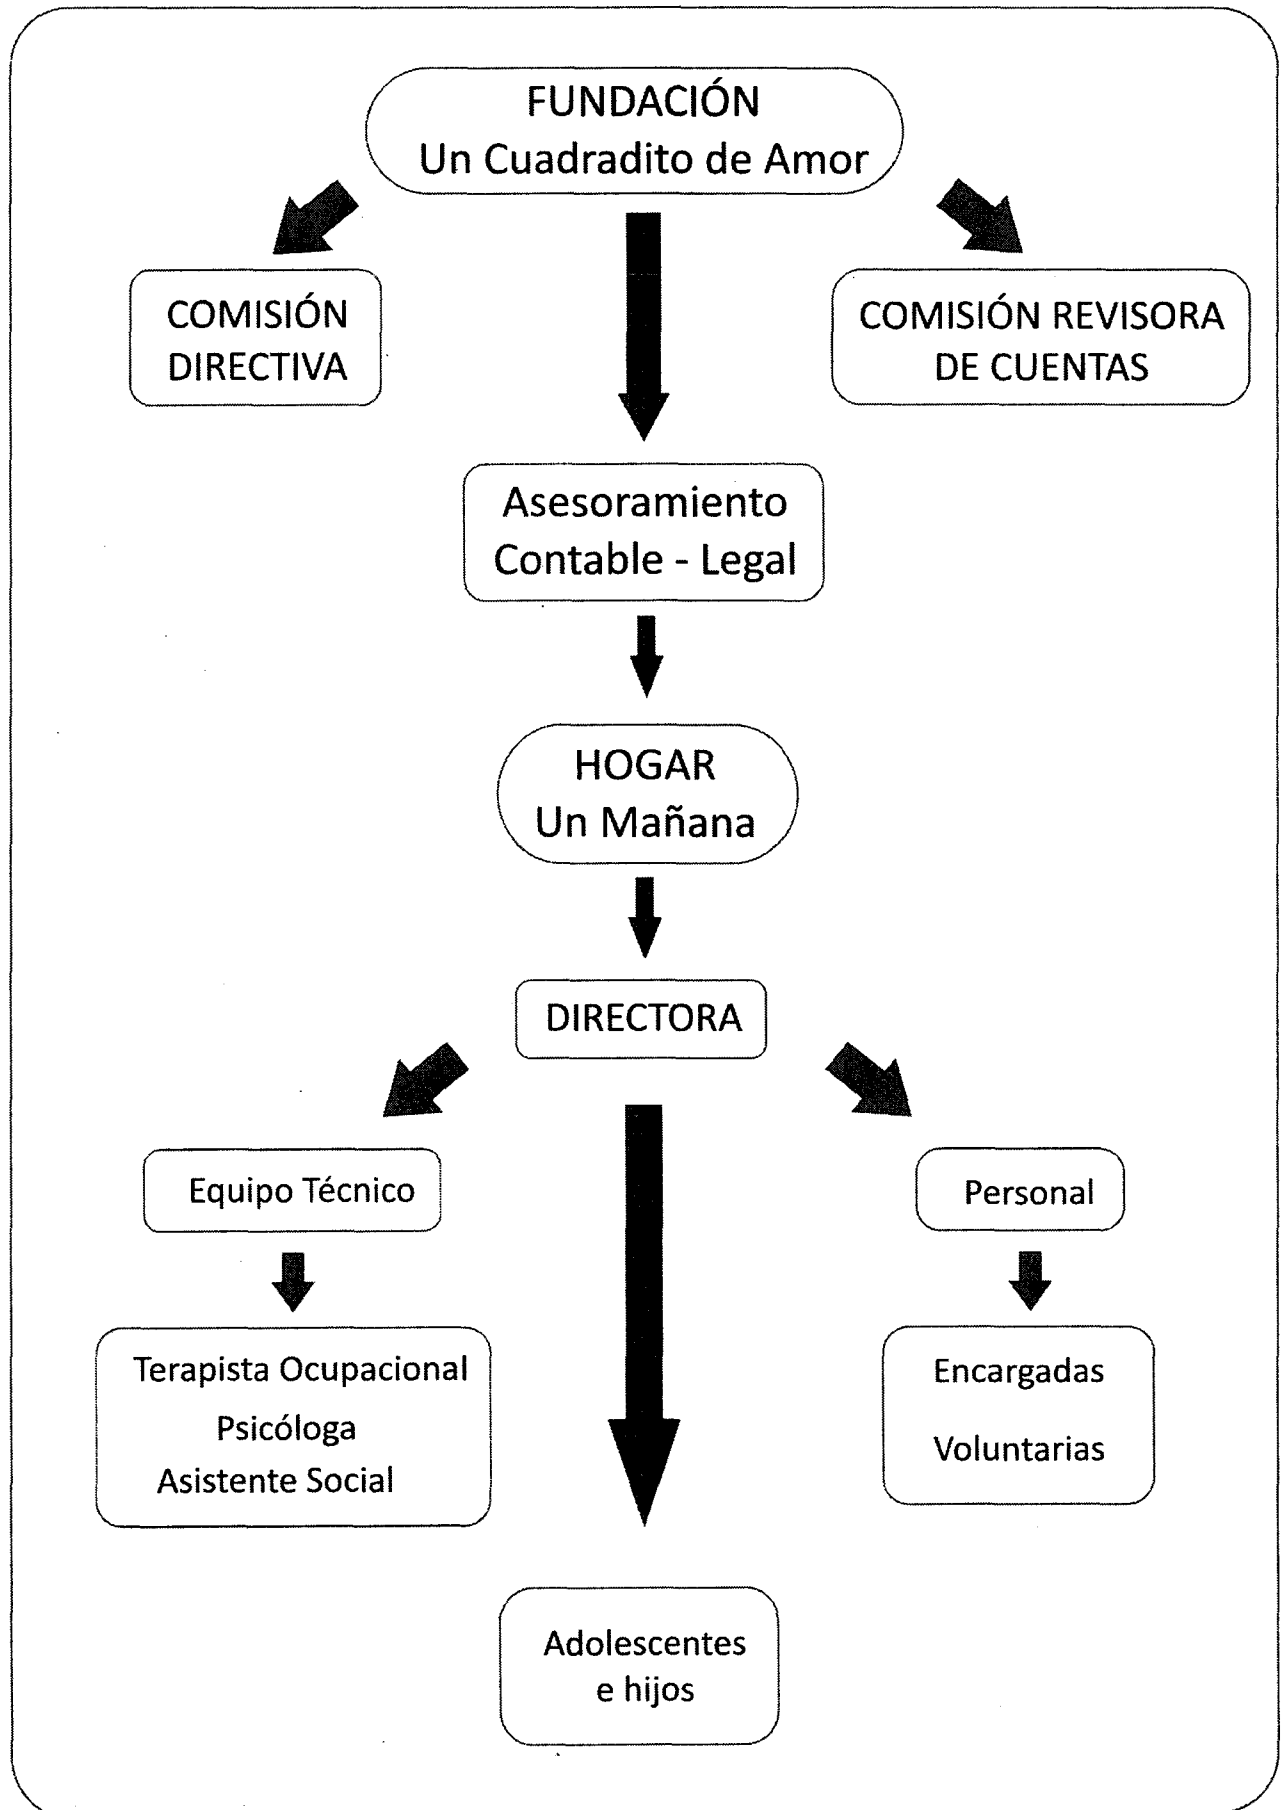 FUNDACIÓN
Un Cuadradito de Amor
COMISIÓN
DIRECTIVA
COMISIÓN REVISORA
DE CUENTAS
Asesoramiento
Contable - Legal
HOGAR
Un Mañana
DIRECTORA
Equipo Técnico
Personal
Terapista Ocupacional
Psicóloga
Asistente Social
Encargadas
Voluntarias
Adolescentes
e hijos